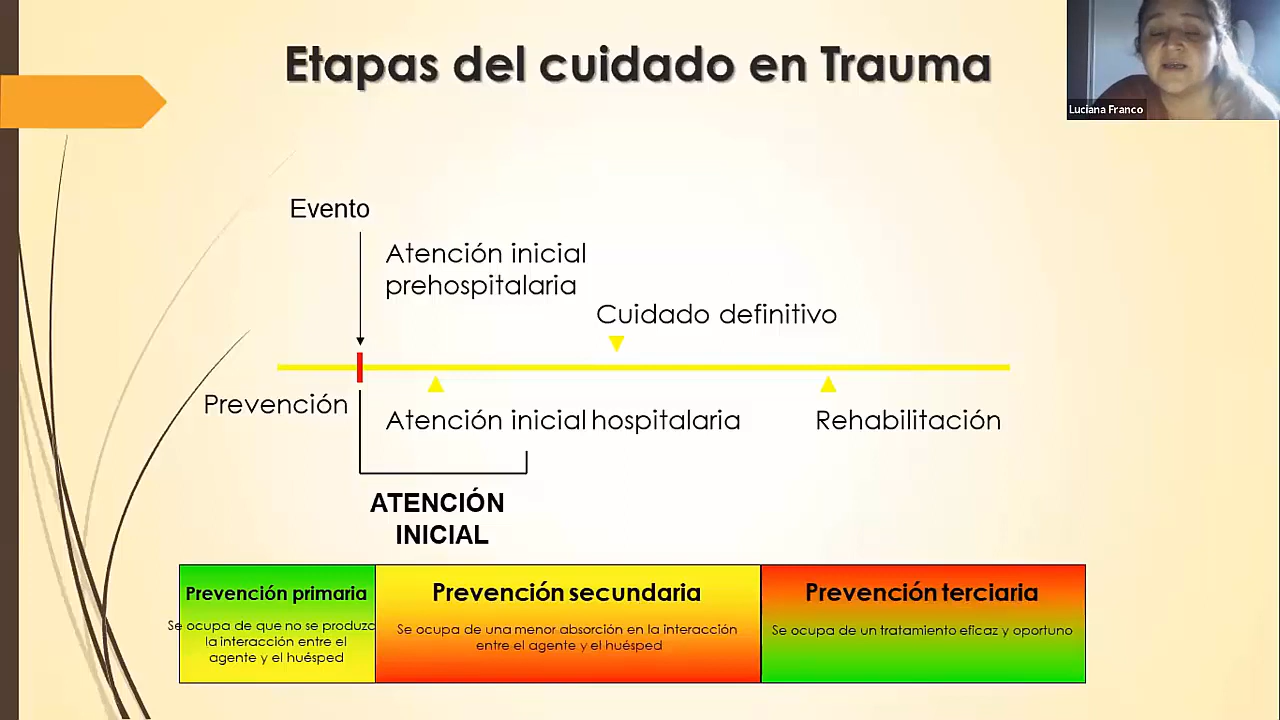 Etapas del cuidado en Trauma
Luciana Franco
Evento
Atención inicial
prehospitalaria
Cuidado definitivo
Prevención
Atención inicial hospitalaria
Rehabilitación
ATENCIÓN
INICIAL
Prevención primaria
Se ocupa de que no se produzca
la interacción entre el
agente y el huésped
Prevención secundaria
Se ocupa de una menor absorción en la interacción
entre el agente y el huésped
Prevención terciaria
Se ocupa de un tratamiento eficaz y oportuno